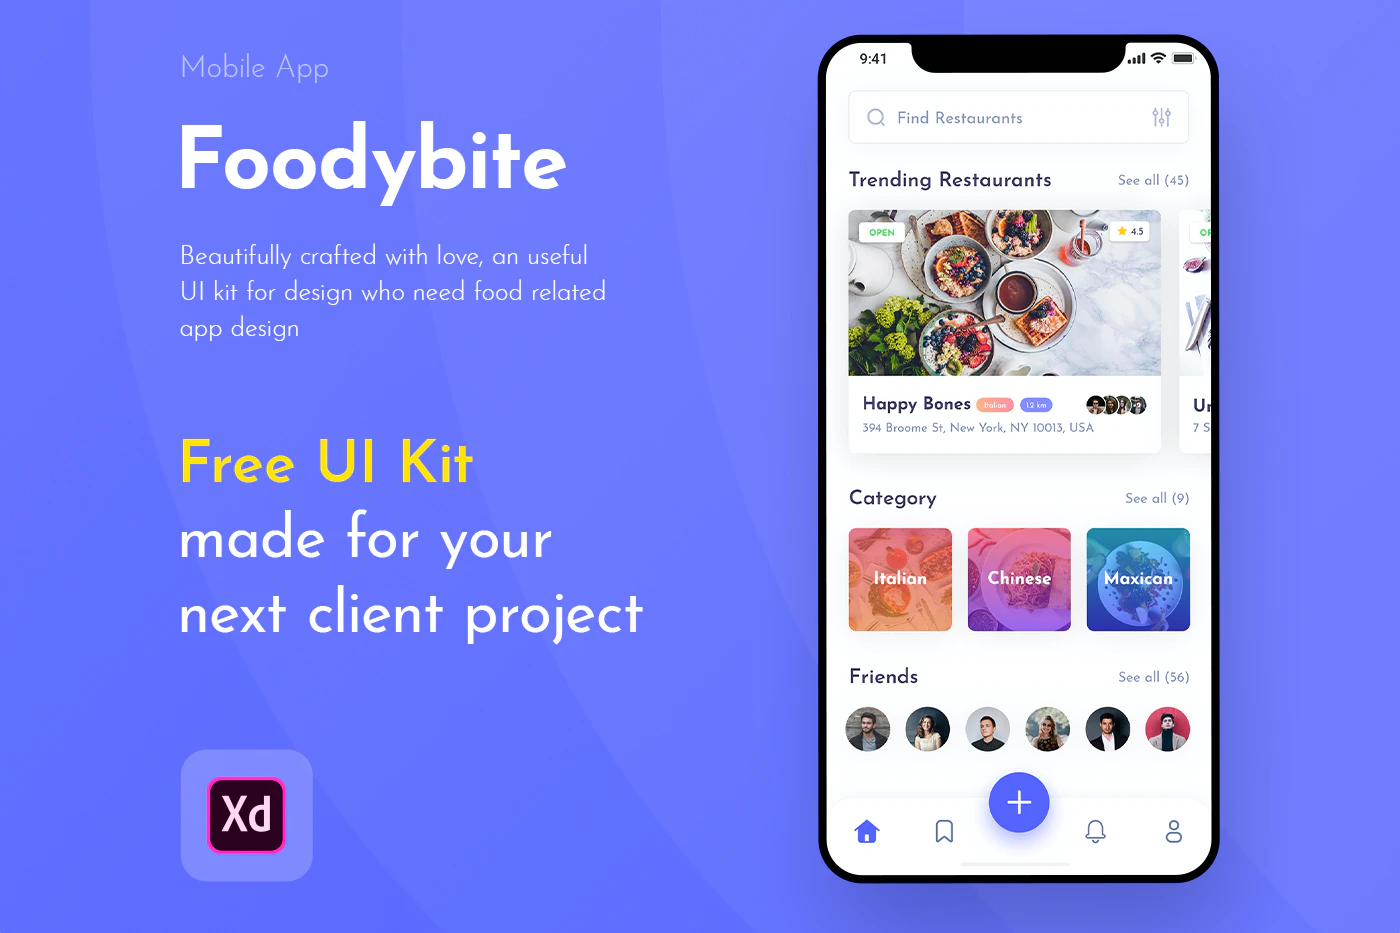 Mobile App
Foodybite
Beautifully crafted with love, an useful
UI kit for design who need food related
app design
Free UI Kit
made for your
next client project
Xd
9:41
Find Restaurants
Trending Restaurants
See all (45)
OPEN
4.5
Happy Bones
Italian
1.2 km
394 Broome St, New York, NY 10013, USA
7 S
Category
See all (9)
Italian
Chinese
Maxican
Friends
See all (56)